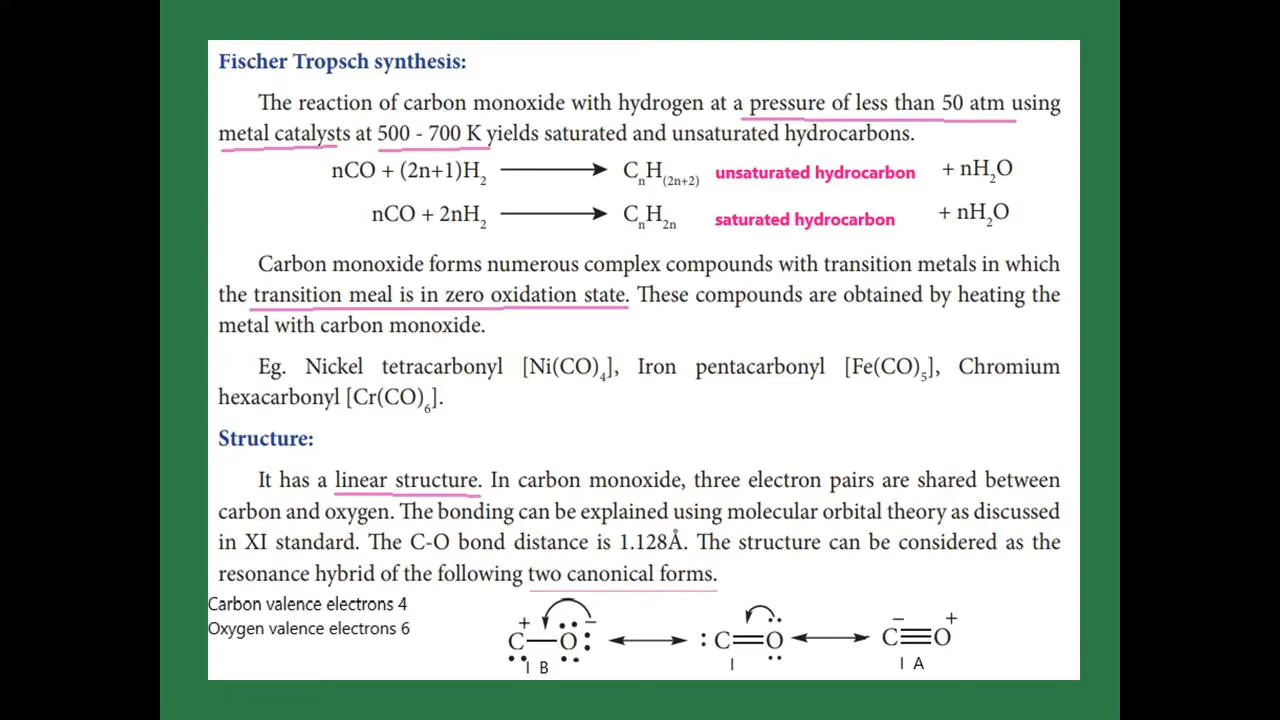 Fischer Tropsch synthesis:
The reaction of carbon monoxide with hydrogen at a pressure of less than 50 atm using
metal catalysts at 500 - 700 K yields saturated and unsaturated hydrocarbons.
nCO + (2n+1)H₂ ⟶ CₙH₍₂ₙ₊₂₎ unsaturated hydrocarbon + nH₂O
nCO + 2nH₂ ⟶ CₙH₂ₙ saturated hydrocarbon + nH₂O
Carbon monoxide forms numerous complex compounds with transition metals in which
the transition meal is in zero oxidation state. These compounds are obtained by heating the
metal with carbon monoxide.
Eg. Nickel tetracarbonyl [Ni(CO)₄], Iron pentacarbonyl [Fe(CO)₅], Chromium
hexacarbonyl [Cr(CO)₆].
Structure:
It has a linear structure. In carbon monoxide, three electron pairs are shared between
carbon and oxygen. The bonding can be explained using molecular orbital theory as discussed
in XI standard. The C-O bond distance is 1.128Å. The structure can be considered as the
resonance hybrid of the following two canonical forms.
Carbon valence electrons 4
Oxygen valence electrons 6
+ − − +
C—O: ⟷ :C=O ⟷ C≡O
I B I I A